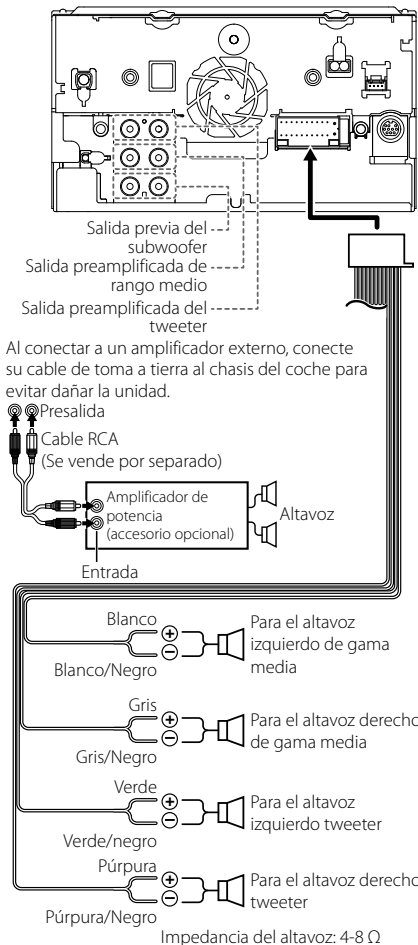 Salida previa del
subwoofer
Salida preamplificada de
rango medio
Salida preamplificada del
tweeter
Al conectar a un amplificador externo, conecte
su cable de toma a tierra al chasis del coche para
evitar dañar la unidad.
Presalida
Cable RCA
(Se vende por separado)
Amplificador de
potencia
(accesorio opcional)
Altavoz
Entrada
Blanco
Blanco/Negro
Para el altavoz
izquierdo de gama
media
Gris
Gris/Negro
Para el altavoz derecho
de gama media
Verde
Verde/negro
Para el altavoz
izquierdo tweeter
Púrpura
Púrpura/Negro
Para el altavoz derecho
tweeter
Impedancia del altavoz: 4-8 Ω